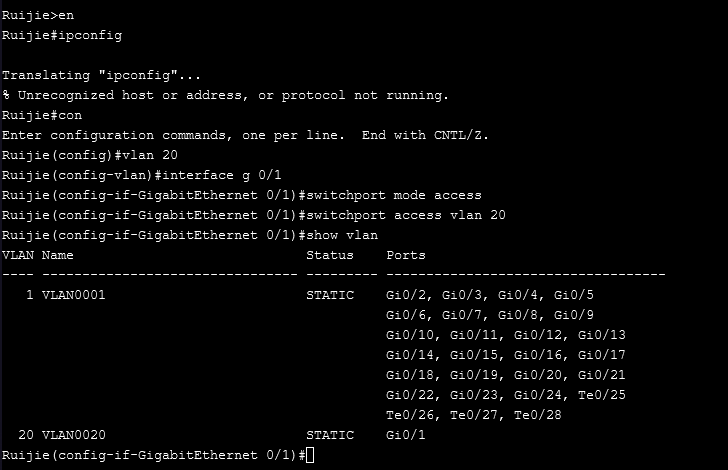 Ruijie>en
Ruijie#ipconfig
Translating "ipconfig"...
% Unrecognized host or address, or protocol not running.
Ruijie#con
Enter configuration commands, one per line.  End with CNTL/Z.
Ruijie(config)#vlan 20
Ruijie(config-vlan)#interface g 0/1
Ruijie(config-if-GigabitEthernet 0/1)#switchport mode access
Ruijie(config-if-GigabitEthernet 0/1)#switchport access vlan 20
Ruijie(config-if-GigabitEthernet 0/1)#show vlan
VLAN Name                             Status    Ports
---- -------------------------------- --------- -----------------------------------
   1 VLAN0001                         STATIC    Gi0/2, Gi0/3, Gi0/4, Gi0/5
                                                Gi0/6, Gi0/7, Gi0/8, Gi0/9
                                                Gi0/10, Gi0/11, Gi0/12, Gi0/13
                                                Gi0/14, Gi0/15, Gi0/16, Gi0/17
                                                Gi0/18, Gi0/19, Gi0/20, Gi0/21
                                                Gi0/22, Gi0/23, Gi0/24, Te0/25
                                                Te0/26, Te0/27, Te0/28
  20 VLAN0020                         STATIC    Gi0/1
Ruijie(config-if-GigabitEthernet 0/1)#